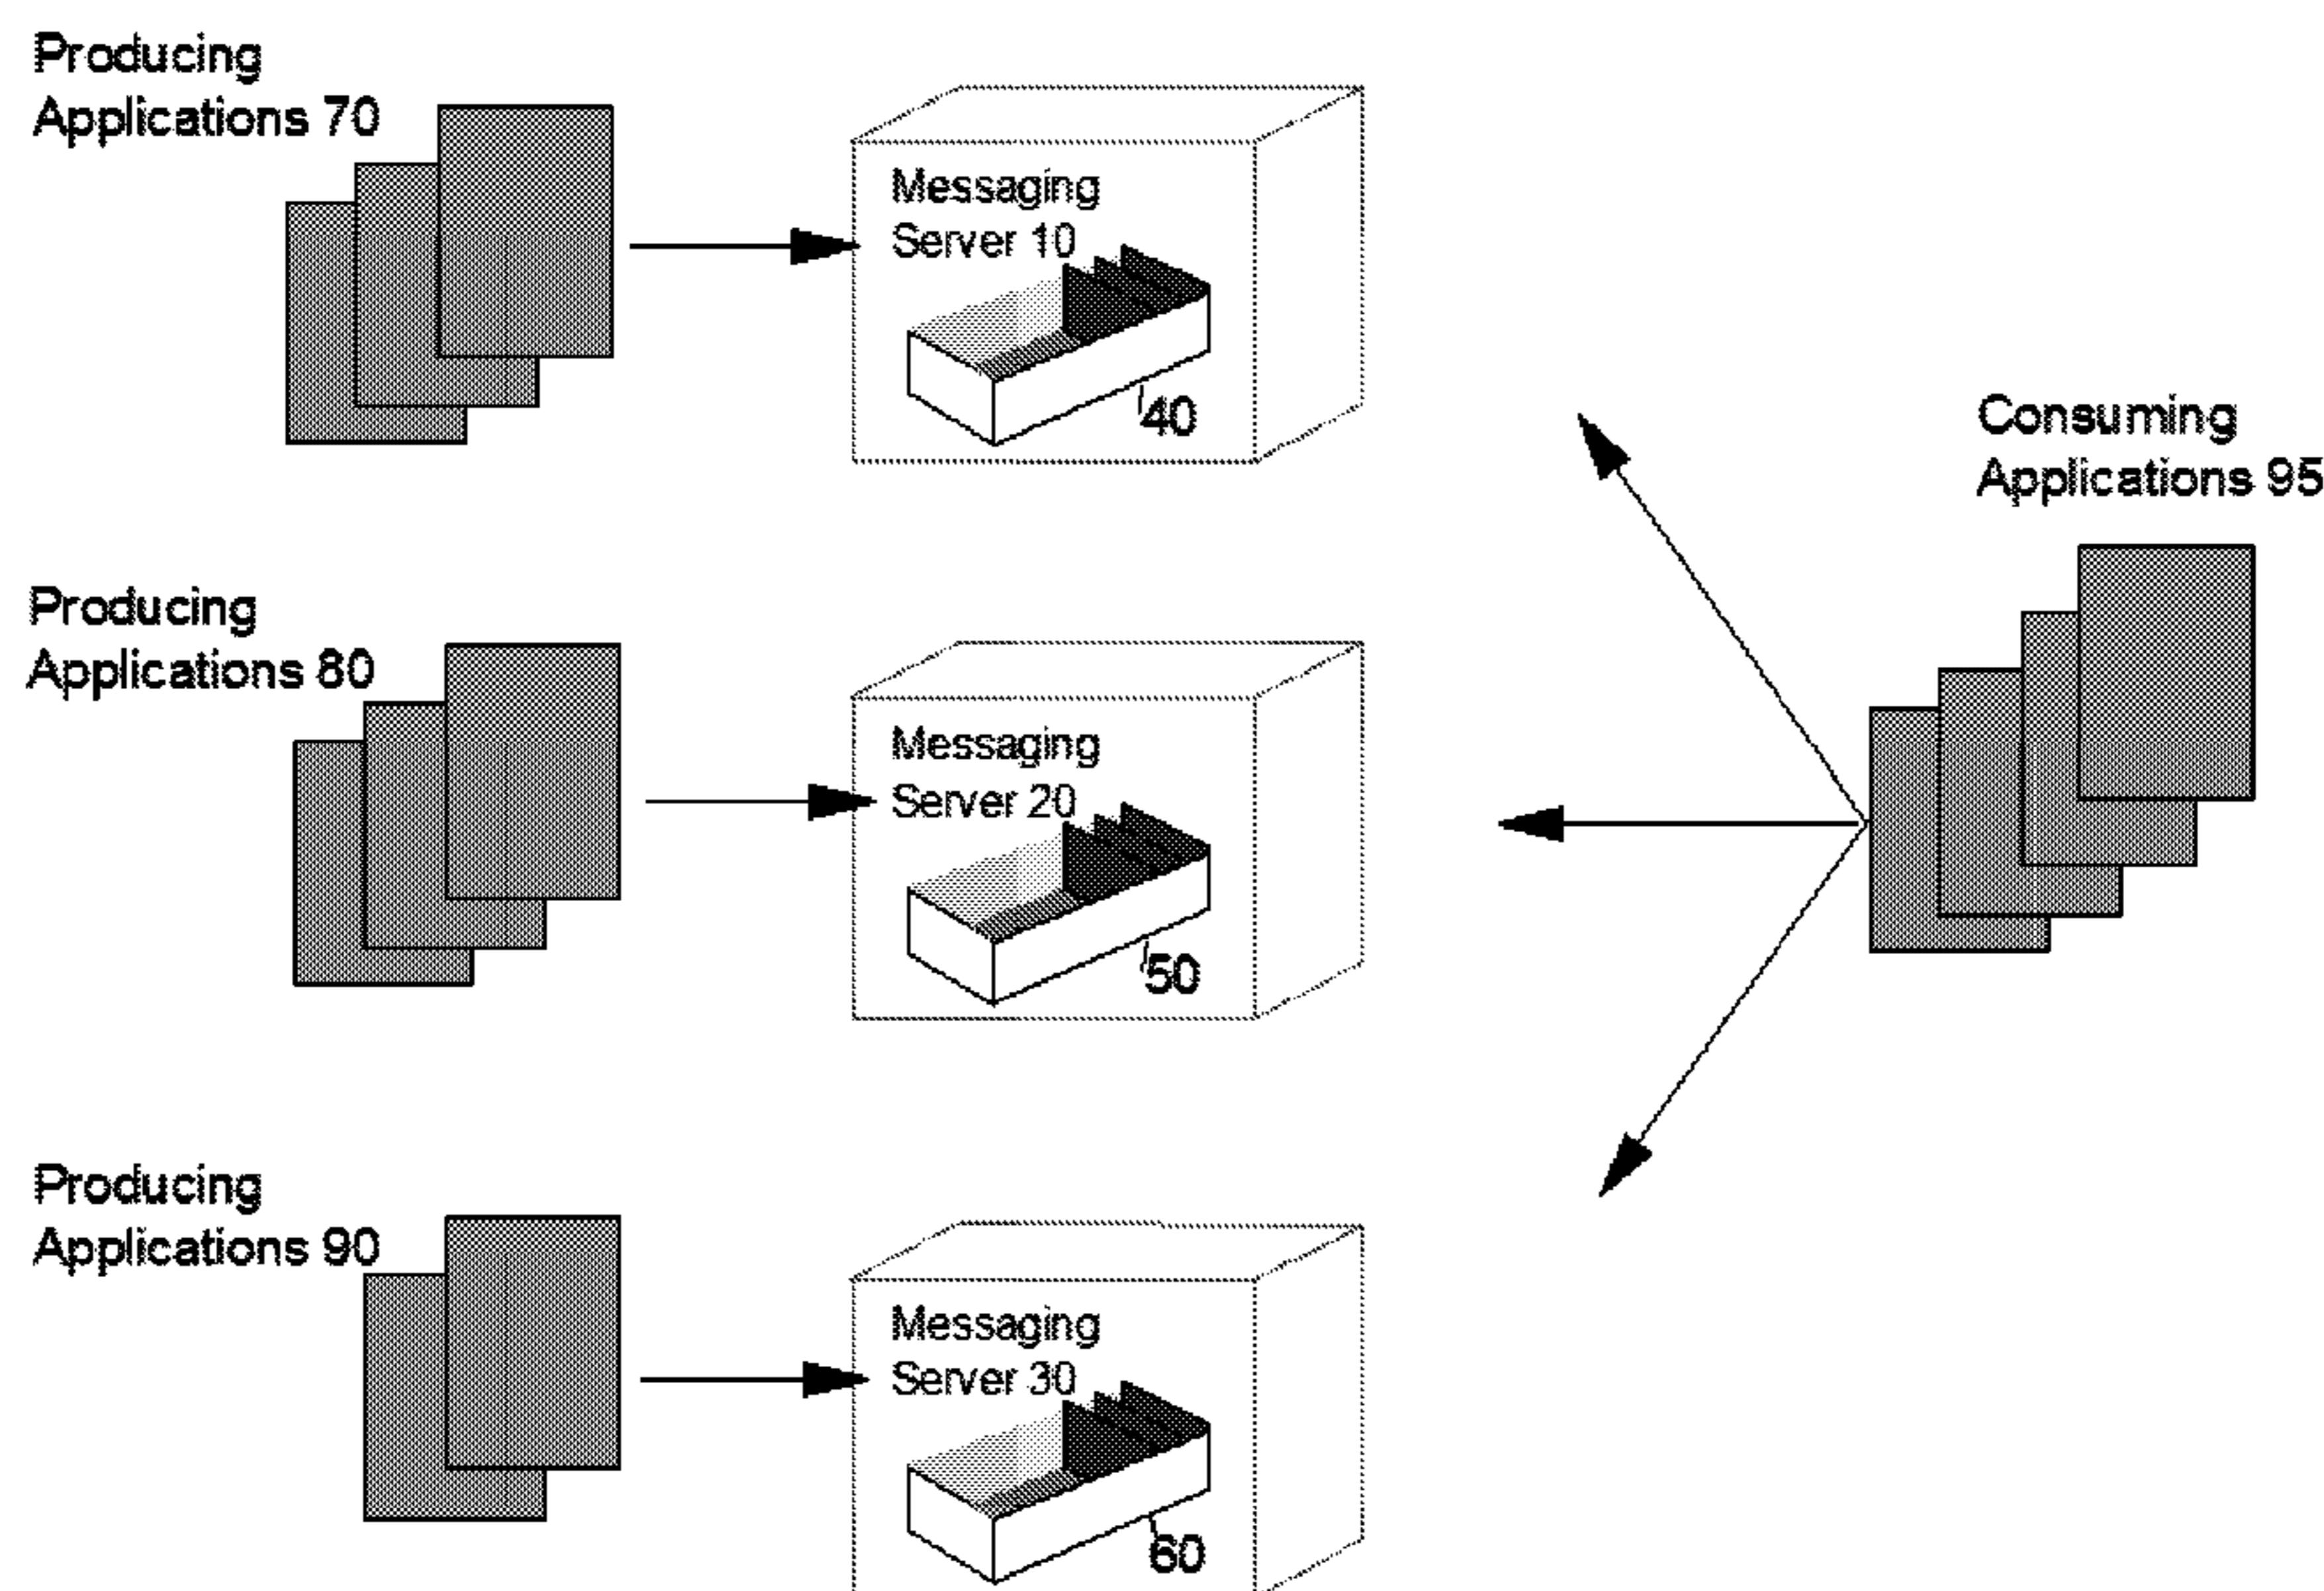 Producing
Applications 70
Messaging
Server 10
40
Consuming
Applications 95
Producing
Applications 80
Messaging
Server 20
50
Producing
Applications 90
Messaging
Server 30
60